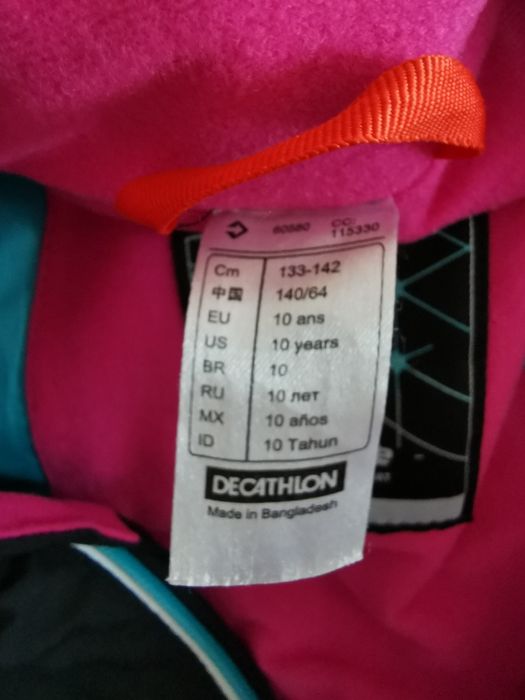 60580 CC: 115330
Cm 133-142
中国 140/64
EU 10 ans
US 10 years
BR 10
RU 10 лет
MX 10 años
ID 10 Tahun
DECATHLON
Made in Bangladesh